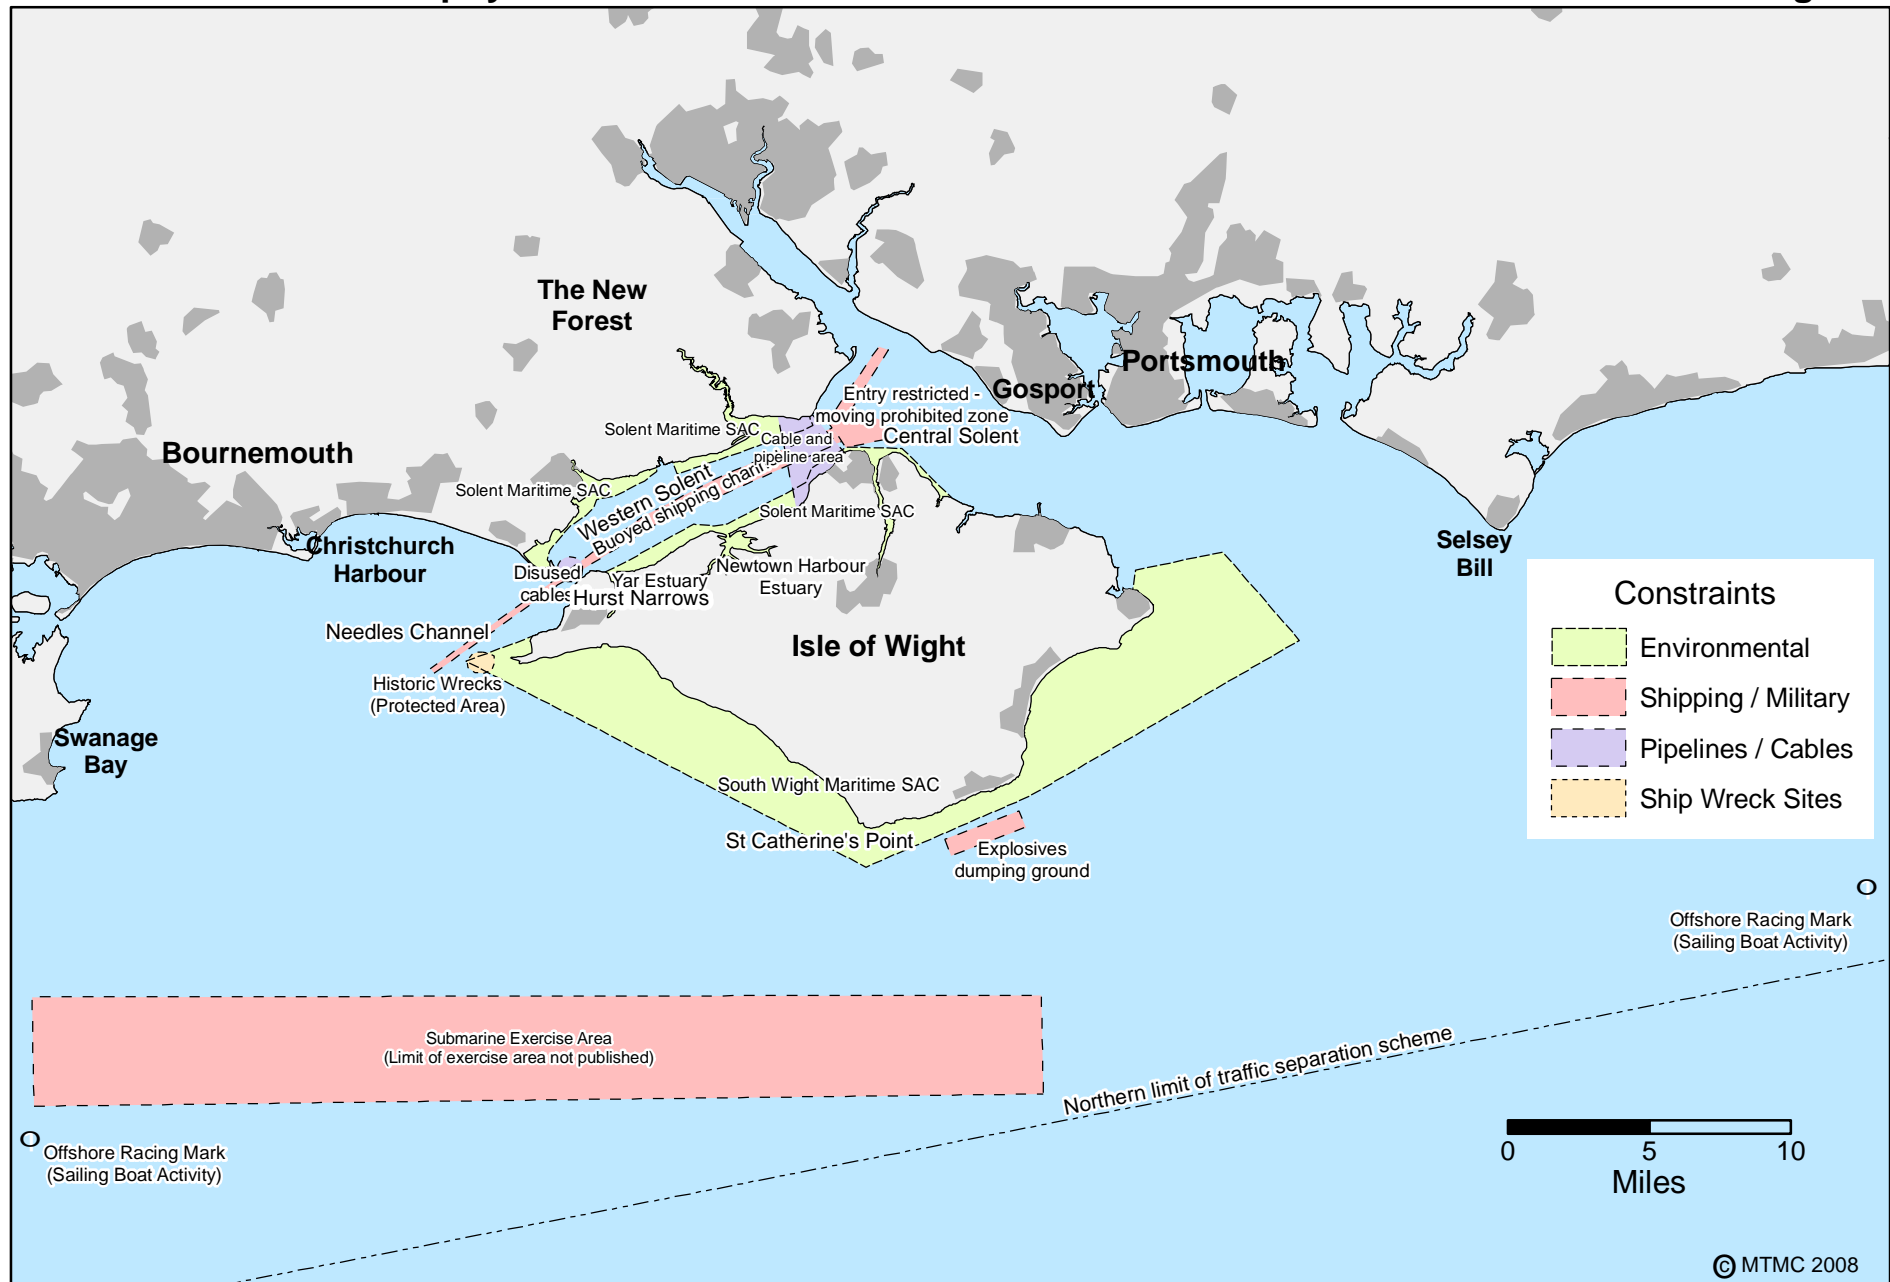 The New
Forest
Portsmouth
Gosport
Entry restricted -
moving prohibited zone
Central Solent
Solent Maritime SAC
Cable and
pipeline area
Bournemouth
Solent Maritime SAC
Western Solent
Buoyed shipping
Solent Maritime SAC
Christchurch
Harbour
Selsey
Bill
Disused
cables
Yar Estuary
Newtown Harbour
Estuary
Hurst Narrows
Needles Channel
Isle of Wight
Historic Wrecks
(Protected Area)
Swanage
Bay
South Wight Maritime SAC
St Catherine's Point
Explosives
dumping ground
Constraints
Environmental
Shipping / Military
Pipelines / Cables
Ship Wreck Sites
Offshore Racing Mark
(Sailing Boat Activity)
Submarine Exercise Area
(Limit of exercise area not published)
Northern limit of traffic separation scheme
Offshore Racing Mark
(Sailing Boat Activity)
0 5 10
Miles
© MTMC 2008